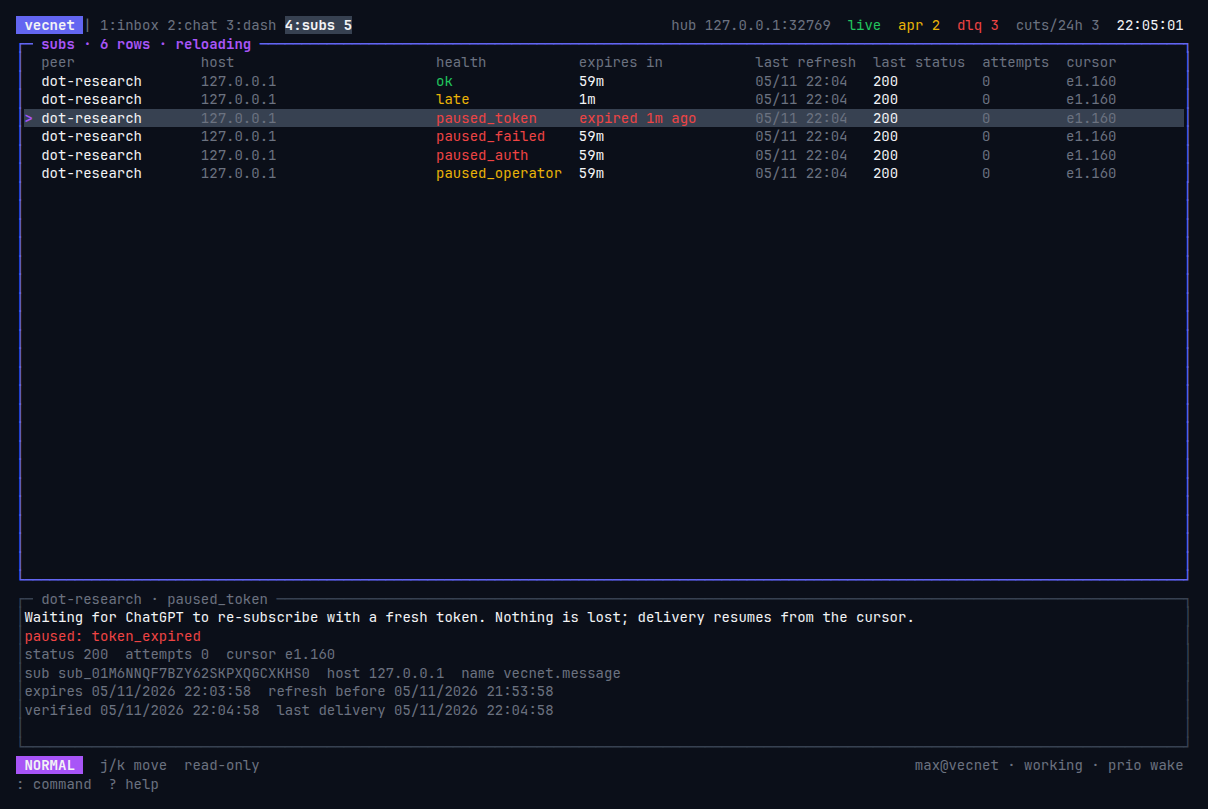 vecnet | 1:inbox 2:chat 3:dash 4:subs 5 hub 127.0.0.1:32769 live apr 2 dlq 3 cuts/24h 3 22:05:01
subs · 6 rows · reloading
peer host health expires in last refresh last status attempts cursor
dot-research 127.0.0.1 ok 59m 05/11 22:04 200 0 e1.160
dot-research 127.0.0.1 late 1m 05/11 22:04 200 0 e1.160
> dot-research 127.0.0.1 paused_token expired 1m ago 05/11 22:04 200 0 e1.160
dot-research 127.0.0.1 paused_failed 59m 05/11 22:04 200 0 e1.160
dot-research 127.0.0.1 paused_auth 59m 05/11 22:04 200 0 e1.160
dot-research 127.0.0.1 paused_operator 59m 05/11 22:04 200 0 e1.160
dot-research · paused_token
Waiting for ChatGPT to re-subscribe with a fresh token. Nothing is lost; delivery resumes from the cursor.
paused: token_expired
status 200 attempts 0 cursor e1.160
sub sub_01M6NNQF7BZY62SKPXQGCXKHS0 host 127.0.0.1 name vecnet.message
expires 05/11/2026 22:03:58 refresh before 05/11/2026 21:53:58
verified 05/11/2026 22:04:58 last delivery 05/11/2026 22:04:58
NORMAL j/k move read-only max@vecnet · working · prio wake
: command ? help